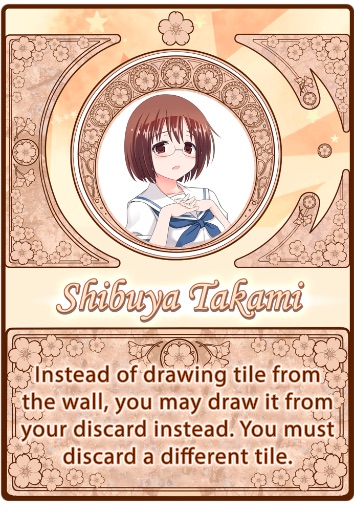 Shibuya Takami
Instead of drawing tile from
the wall, you may draw it from
your discard instead. You must
discard a different tile.